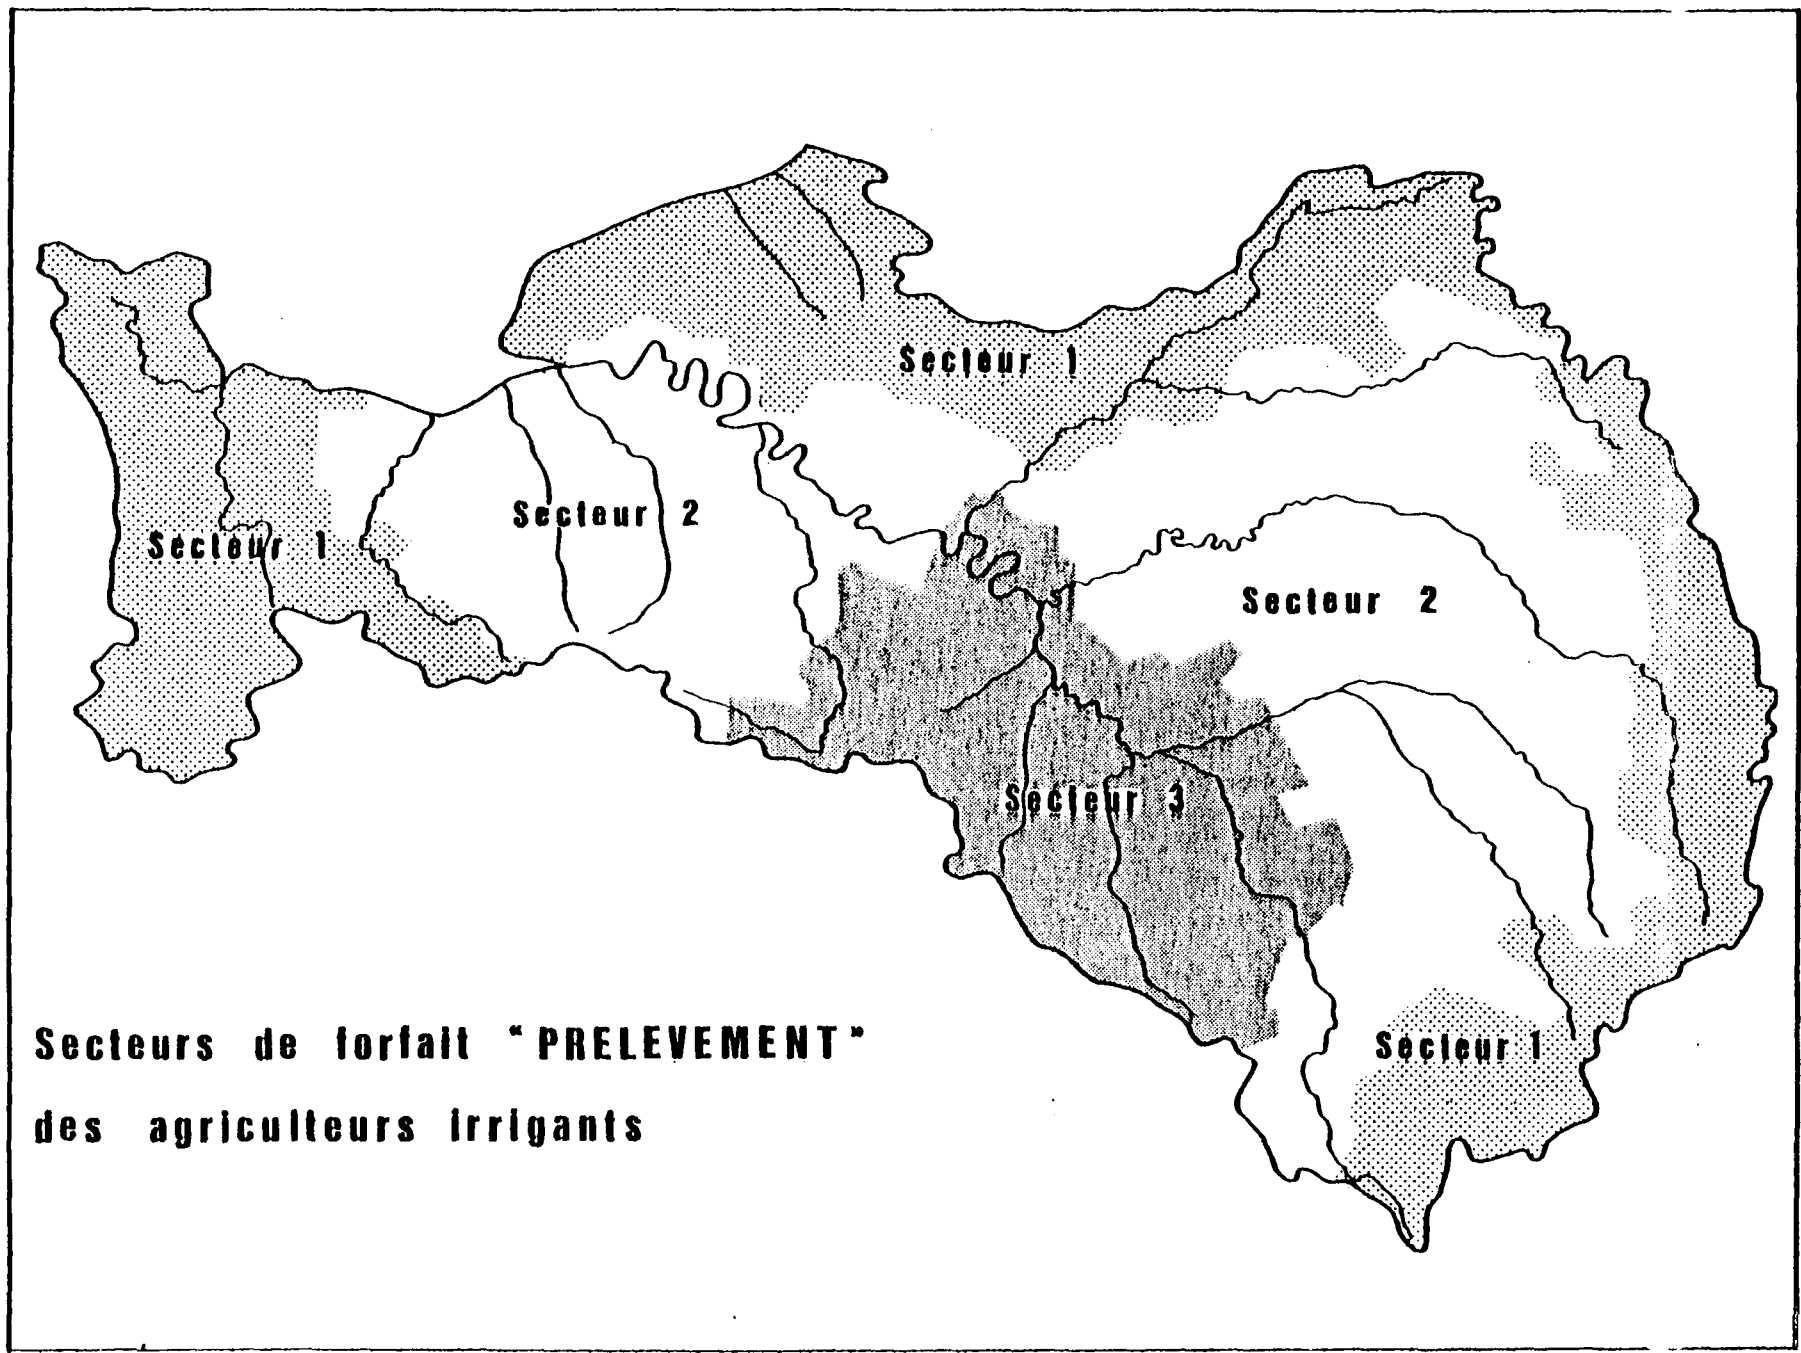 Secteur 1
Secteur 2
Secteur 1
Secteur 2
Secteur 3
Secteur 1
Secteurs de forfait "PRELEVEMENT"
des agriculteurs irrigants